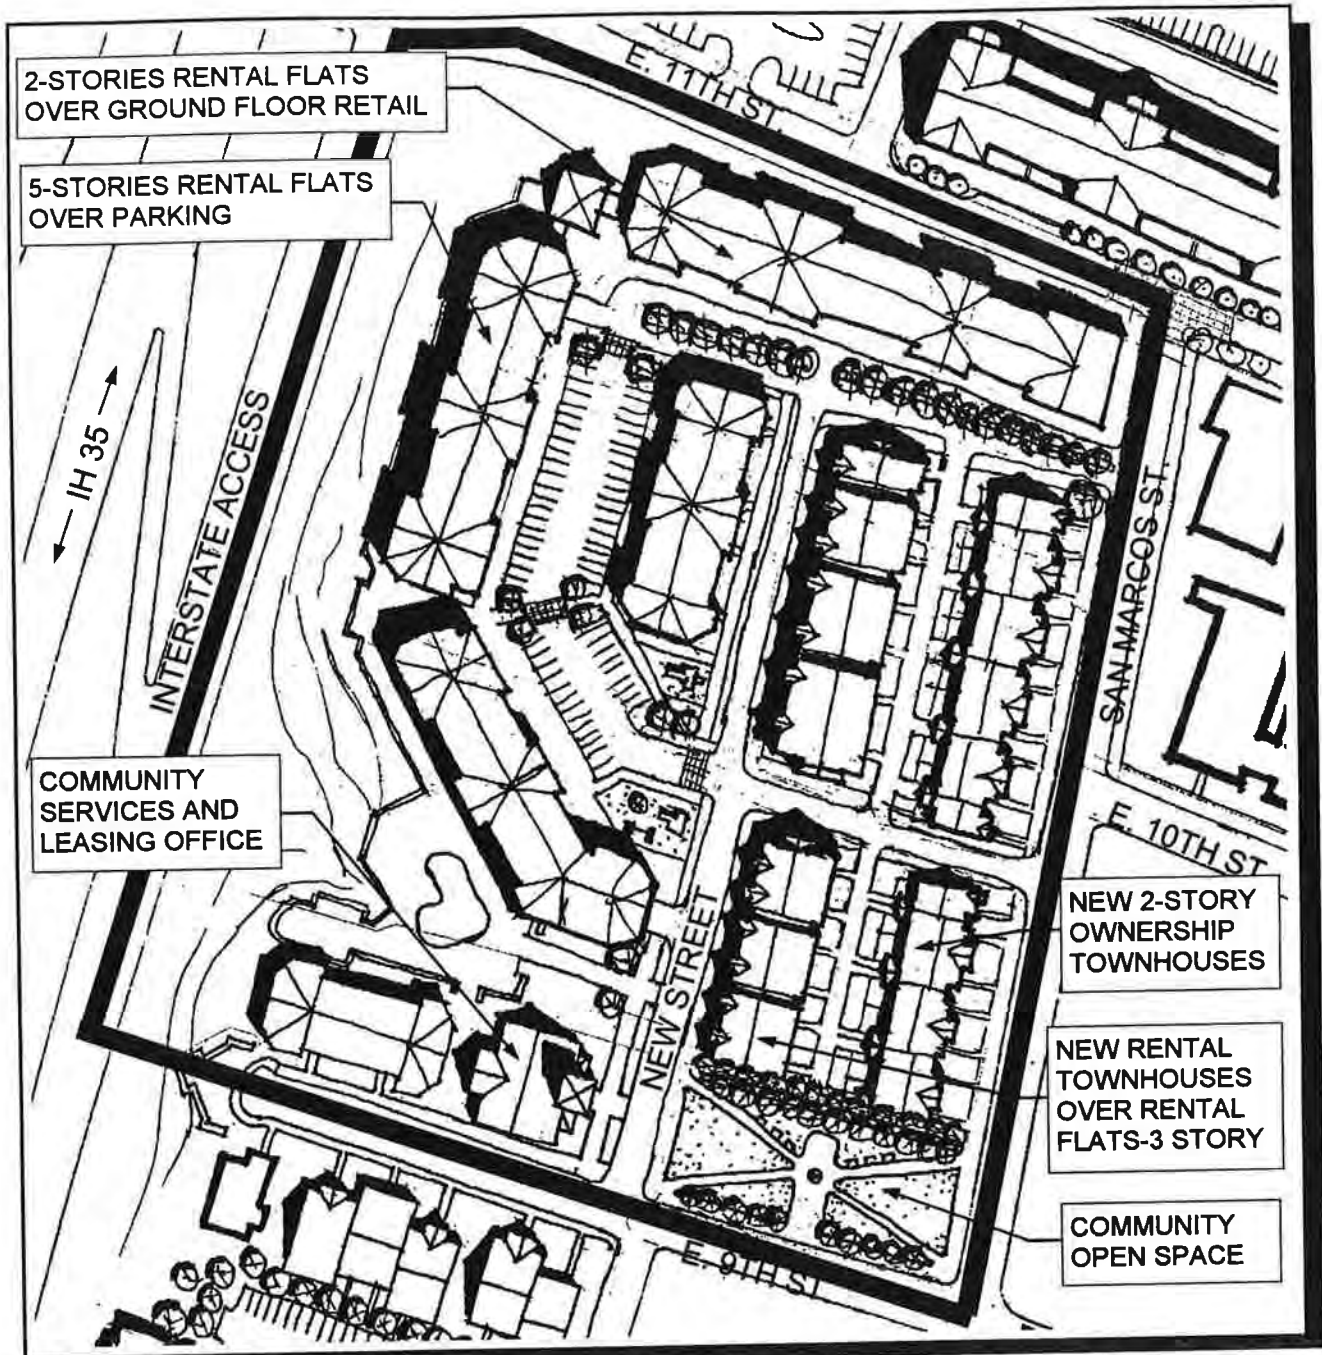 2-STORIES RENTAL FLATS
OVER GROUND FLOOR RETAIL
E. 11TH ST.
5-STORIES RENTAL FLATS
OVER PARKING
IH 35
INTERSTATE ACCESS
SAN MARCOS ST.
COMMUNITY
SERVICES AND
LEASING OFFICE
E. 10TH ST
NEW 2-STORY
OWNERSHIP
TOWNHOUSES
NEW STREET
NEW RENTAL
TOWNHOUSES
OVER RENTAL
FLATS-3 STORY
COMMUNITY
OPEN SPACE
E. 9TH ST